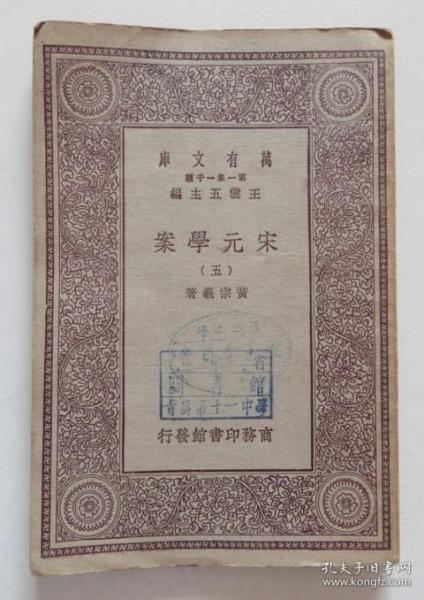 萬有文庫
第一集一千種
王雲五主編
宋元學案
（五）
黃宗羲著
商務印書館發行
孔夫子旧书网
www.kongfz.com